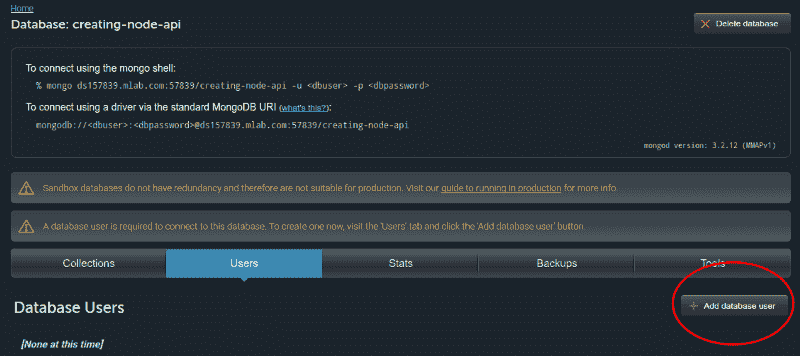 Home
Database: creating-node-api
Delete database
To connect using the mongo shell:
% mongo ds157839.mlab.com:57839/creating-node-api -u <dbuser> -p <dbpassword>
To connect using a driver via the standard MongoDB URI (what's this?):
mongodb://<dbuser>:<dbpassword>@ds157839.mlab.com:57839/creating-node-api
mongod version: 3.2.12 (MMAPv1)
Sandbox databases do not have redundancy and therefore are not suitable for production. Visit our guide to running in production for more info.
A database user is required to connect to this database. To create one now, visit the 'Users' tab and click the 'Add database user' button.
Collections
Users
Stats
Backups
Tools
Database Users
Add database user
[None at this time]